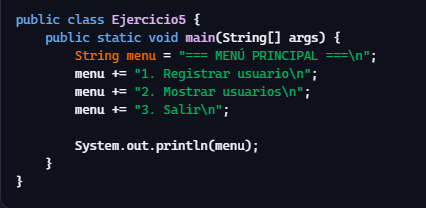 public class Ejercicio5 {
    public static void main(String[] args) {
        String menu = "=== MENÚ PRINCIPAL ===\n";
        menu += "1. Registrar usuario\n";
        menu += "2. Mostrar usuarios\n";
        menu += "3. Salir\n";

        System.out.println(menu);
    }
}